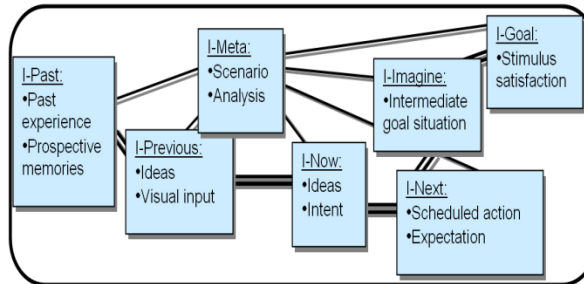 I-Past:
•Past
experience
•Prospective
memories
I-Previous:
•Ideas
•Visual input
I-Meta:
•Scenario
•Analysis
I-Now:
•Ideas
•Intent
I-Imagine:
•Intermediate
goal situation
I-Next:
•Scheduled action
•Expectation
I-Goal:
•Stimulus
satisfaction